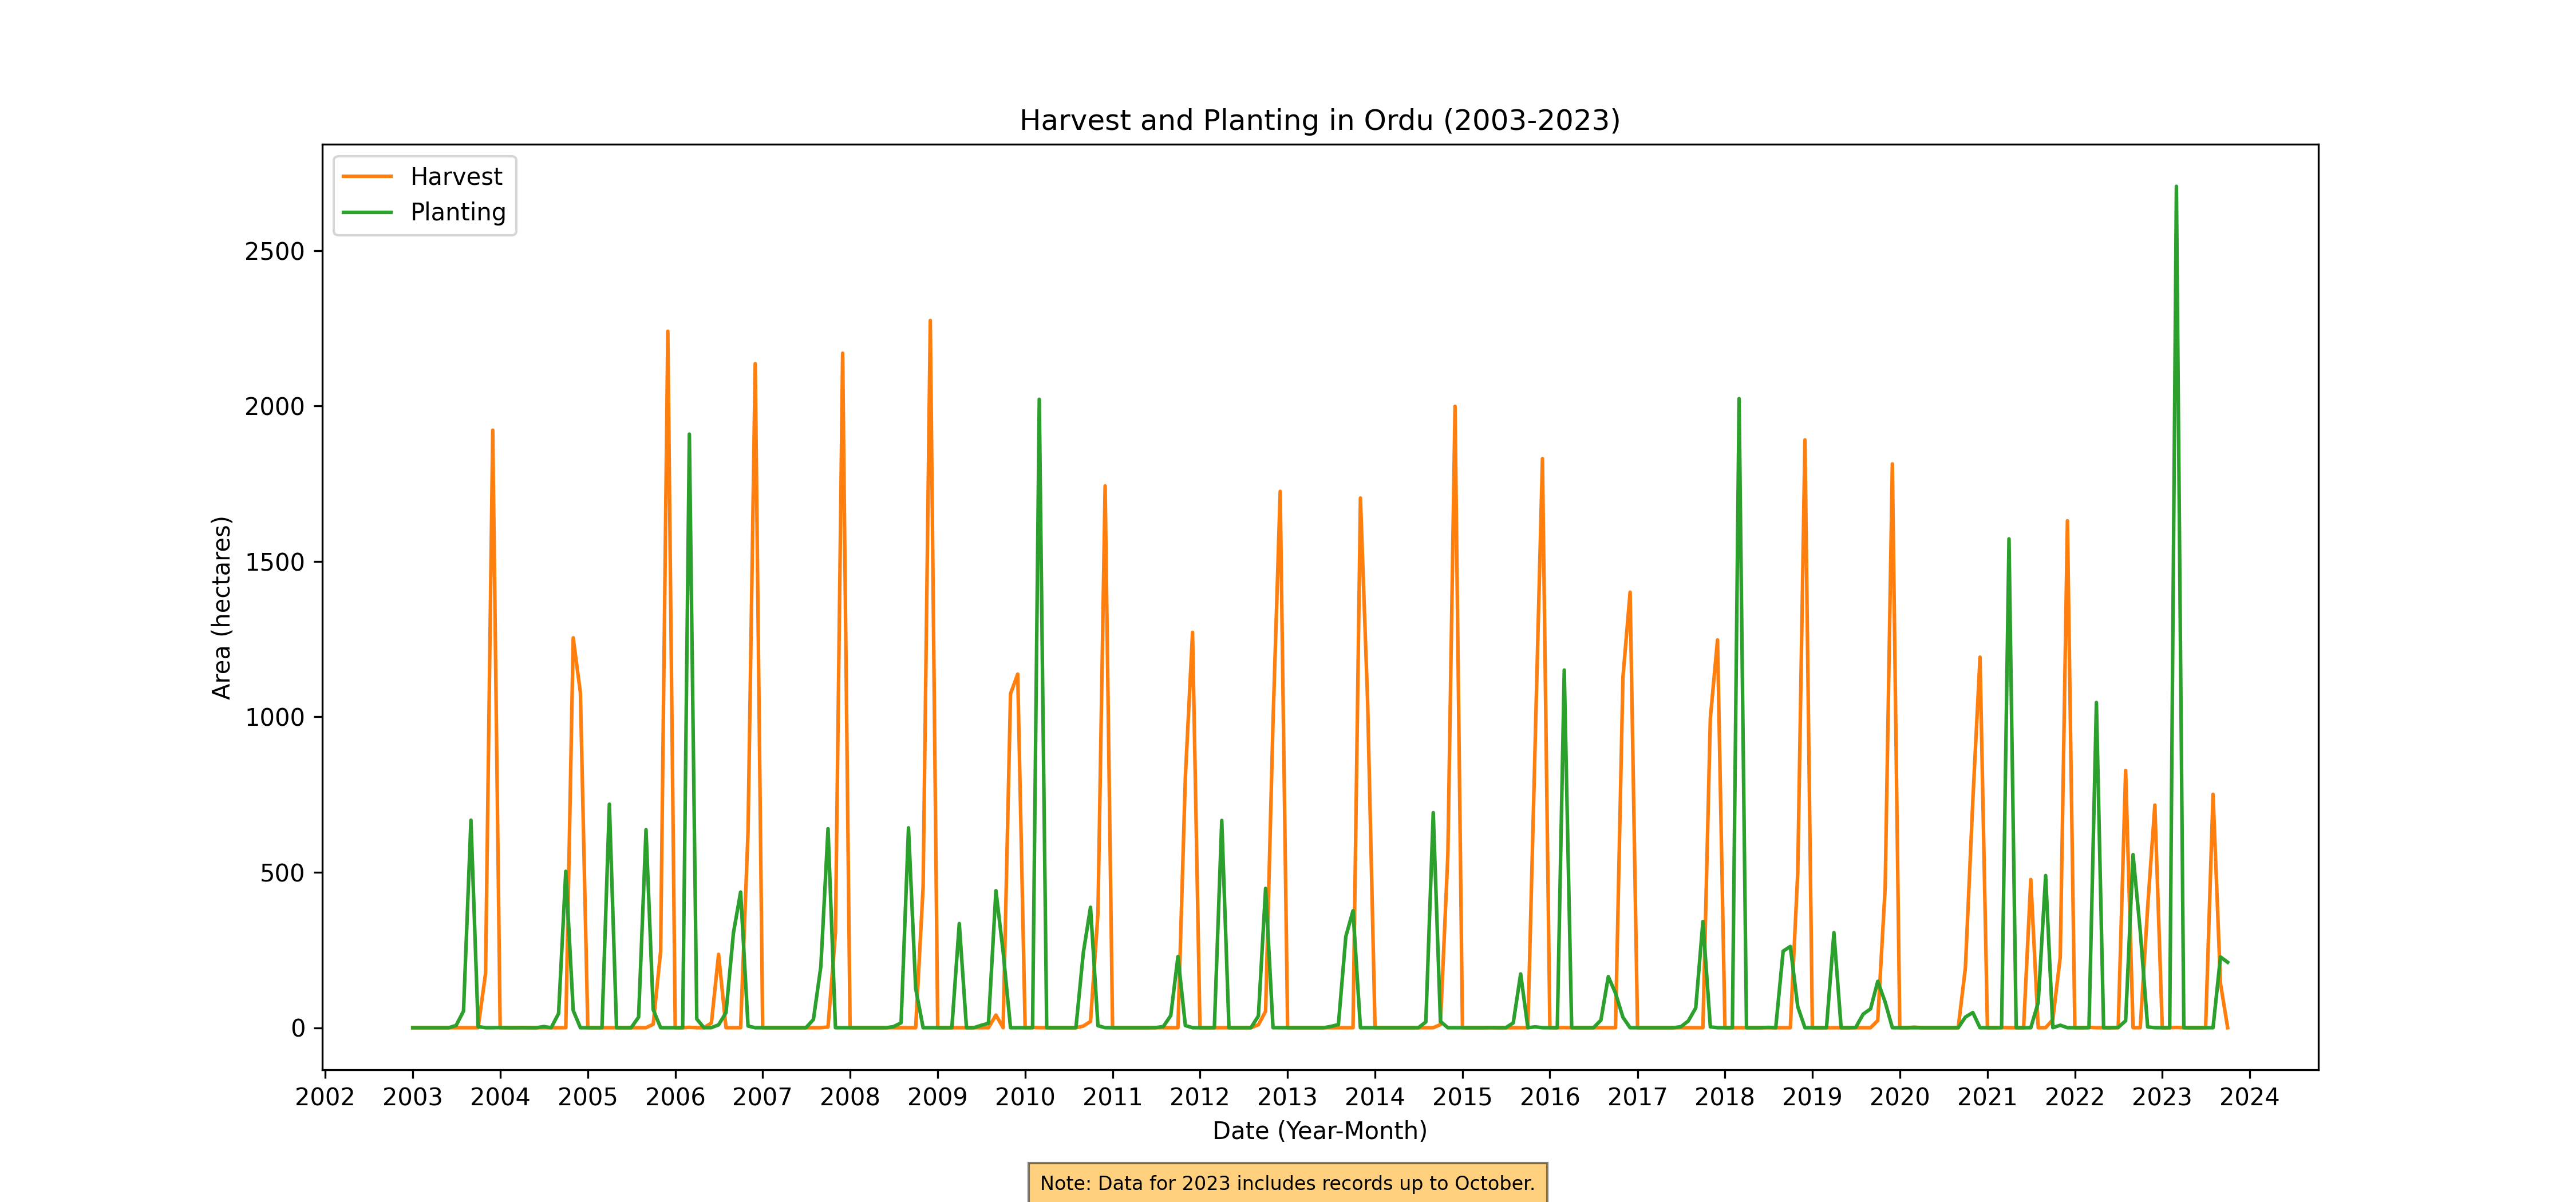 Harvest and Planting in Ordu (2003-2023)
Harvest
Planting
2500
2000
1500
1000
500
0
Area (hectares)
2002 2003 2004 2005 2006 2007 2008 2009 2010 2011 2012 2013 2014 2015 2016 2017 2018 2019 2020 2021 2022 2023 2024
Date (Year-Month)
Note: Data for 2023 includes records up to October.